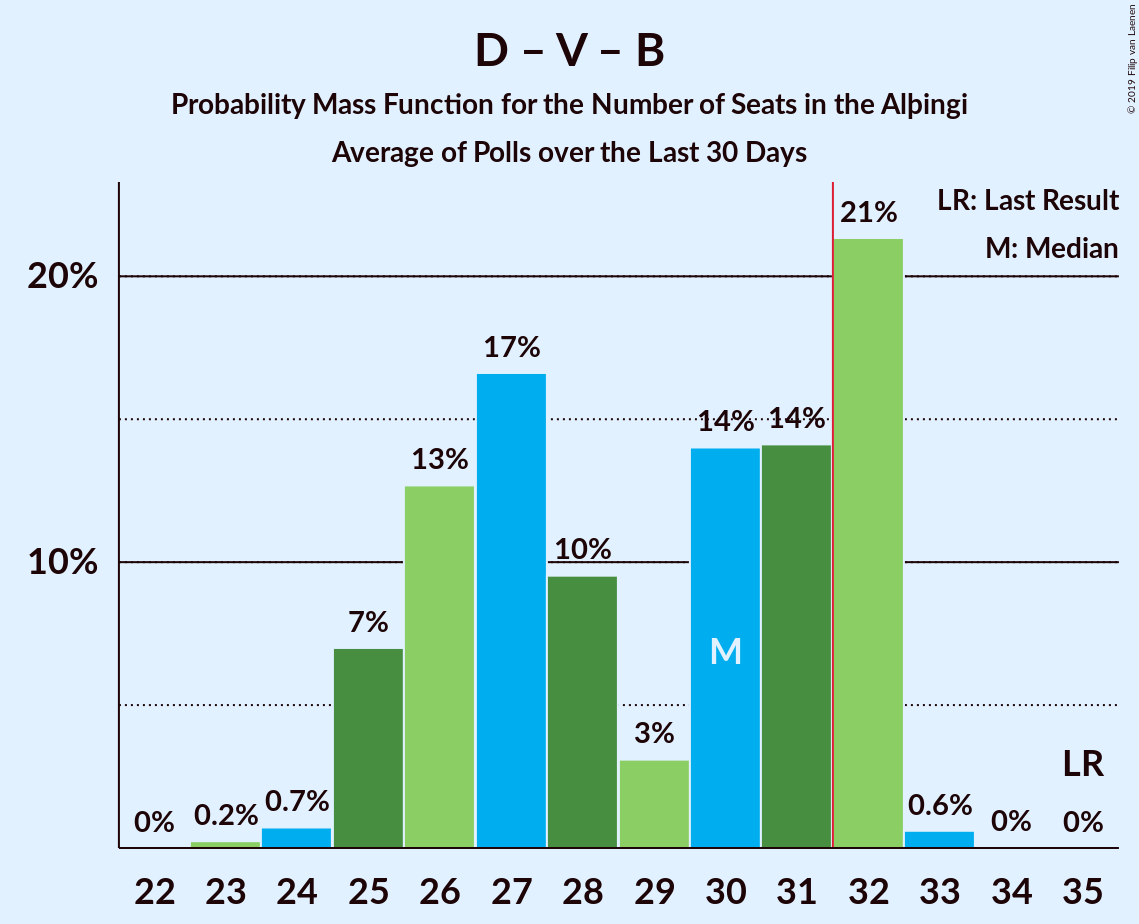 D – V – B
Probability Mass Function for the Number of Seats in the Alþingi
Average of Polls over the Last 30 Days
© 2019 Filip van Laenen
LR: Last Result
M: Median
20%
10%
0%
0.2%
0.7%
7%
13%
17%
10%
3%
14%
14%
21%
0.6%
0%
0%
M
LR
22 23 24 25 26 27 28 29 30 31 32 33 34 35